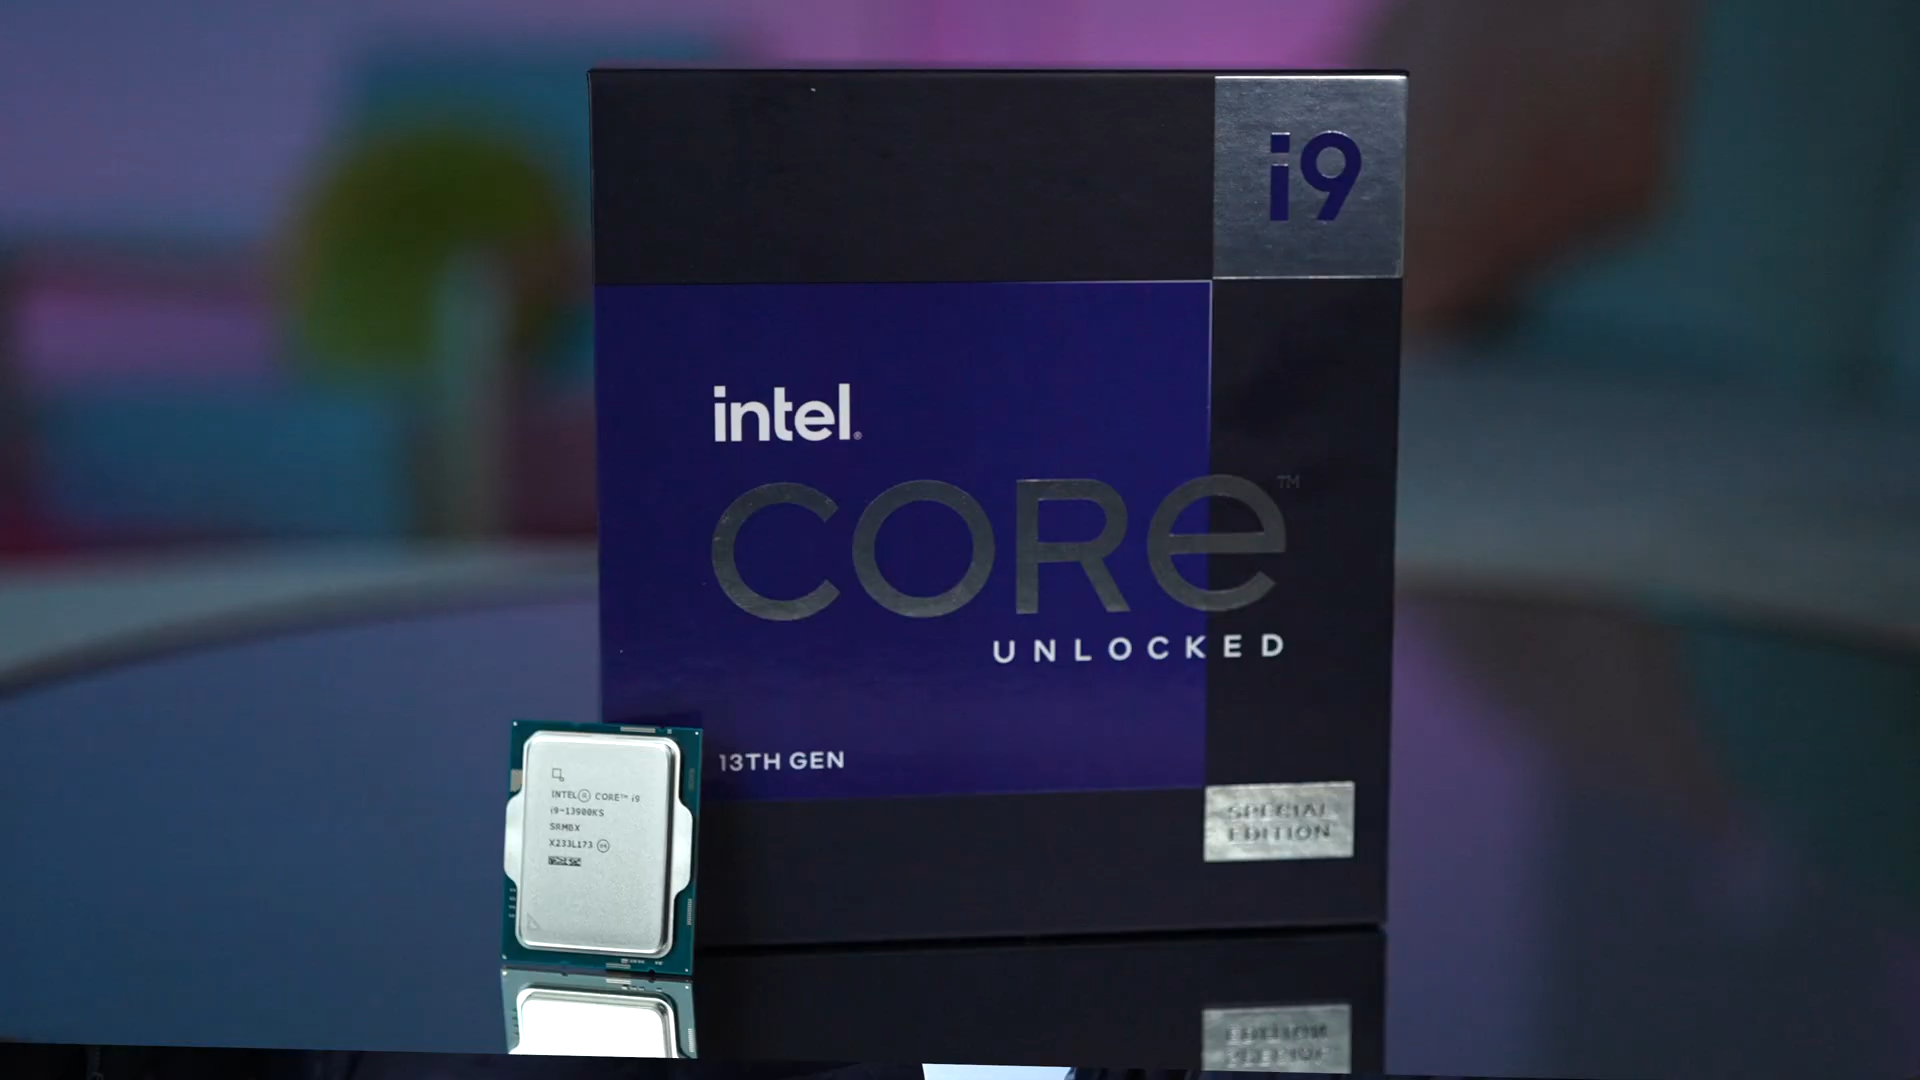 i9
intel®
CORE™
UNLOCKED
13TH GEN
SPECIAL
EDITION
INTEL® CORE™ i9
i9-13900KS
SRMBX
X233L173